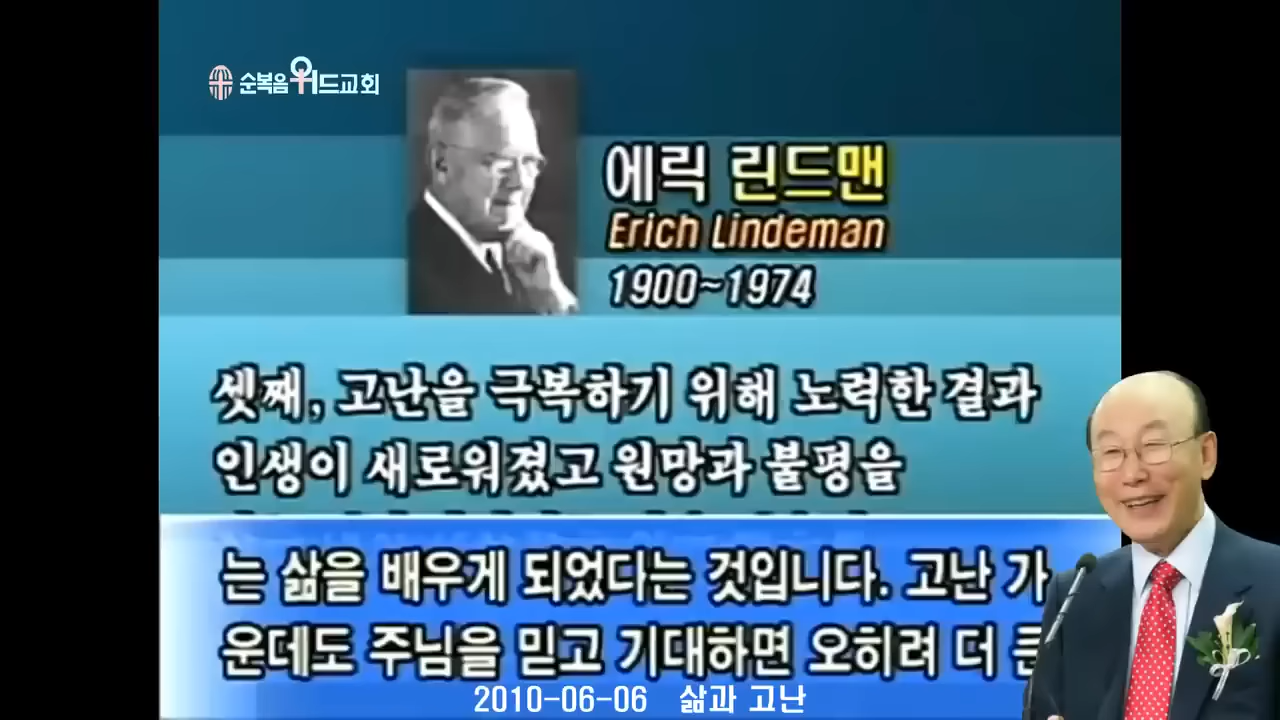 순복음워드교회
에릭 린드맨
Erich Lindeman
1900~1974
셋째, 고난을 극복하기 위해 노력한 결과
인생이 새로워졌고 원망과 불평을
는 삶을 배우게 되었다는 것입니다. 고난 가
운데도 주님을 믿고 기대하면 오히려 더 큰
2010-06-06 삶과 고난